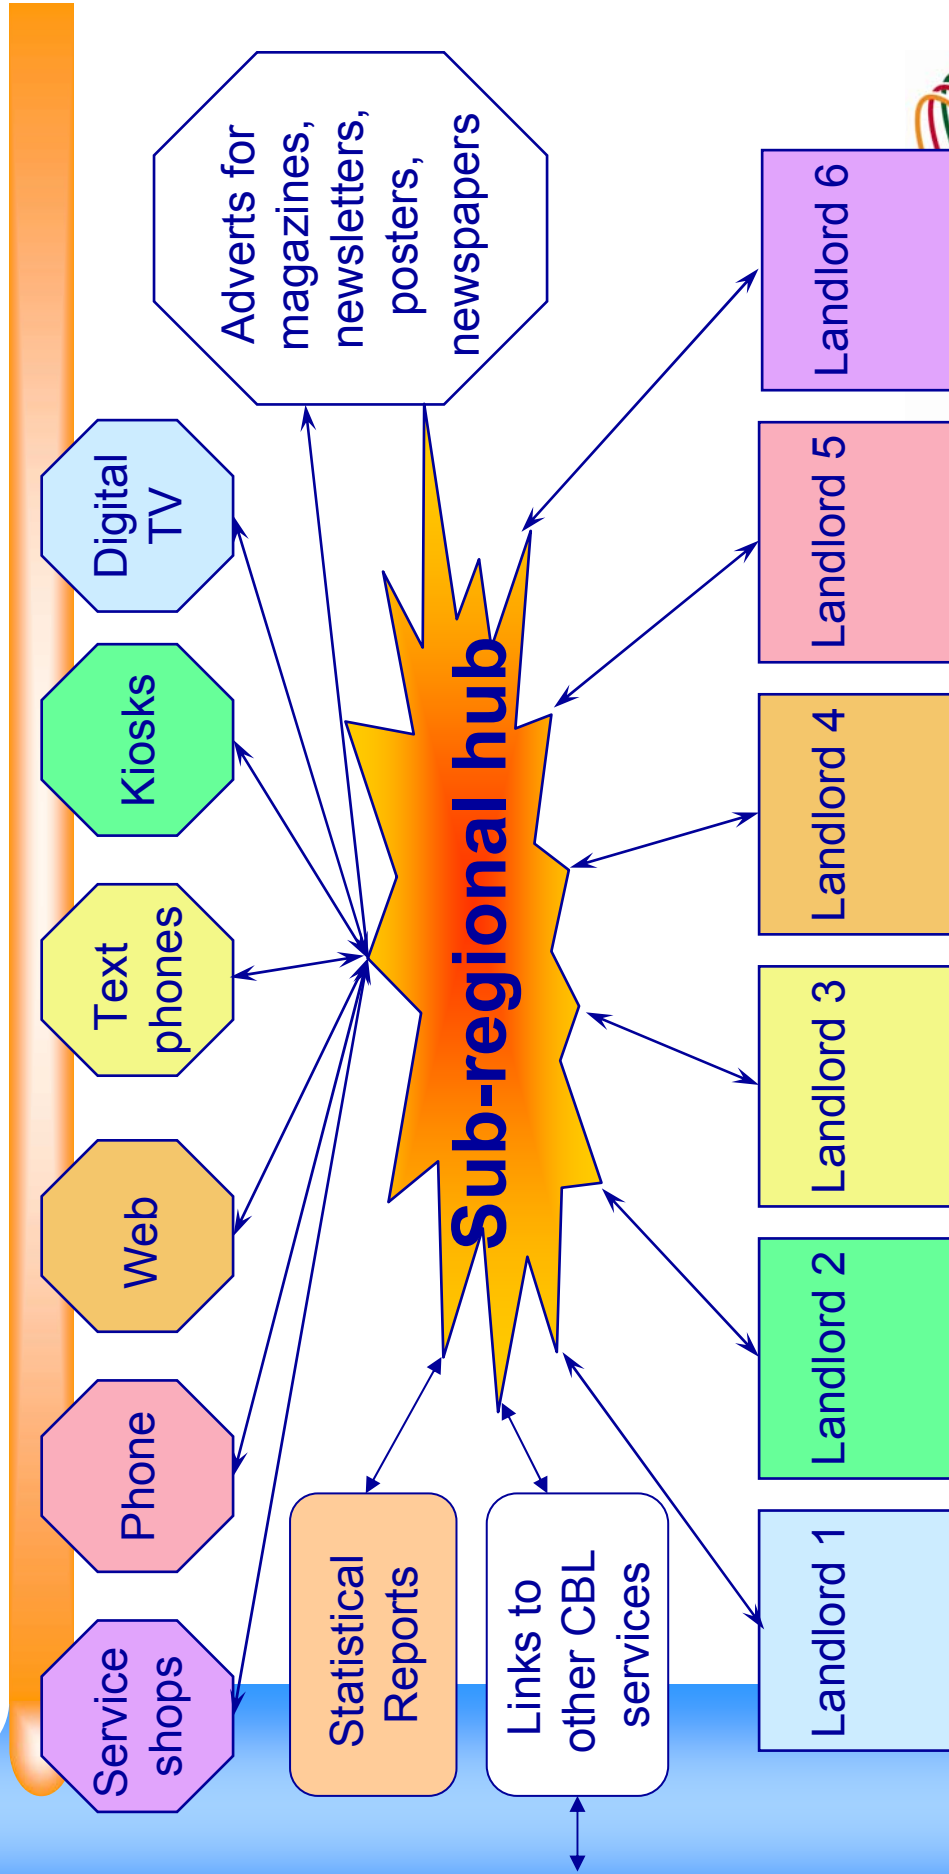 Service
shops
Phone
Web
Text
phones
Kiosks
Digital
TV
Adverts for
magazines,
newsletters,
posters,
newspapers
Statistical
Reports
Links to
other CBL
services
Sub-regional hub
Landlord 1
Landlord 2
Landlord 3
Landlord 4
Landlord 5
Landlord 6